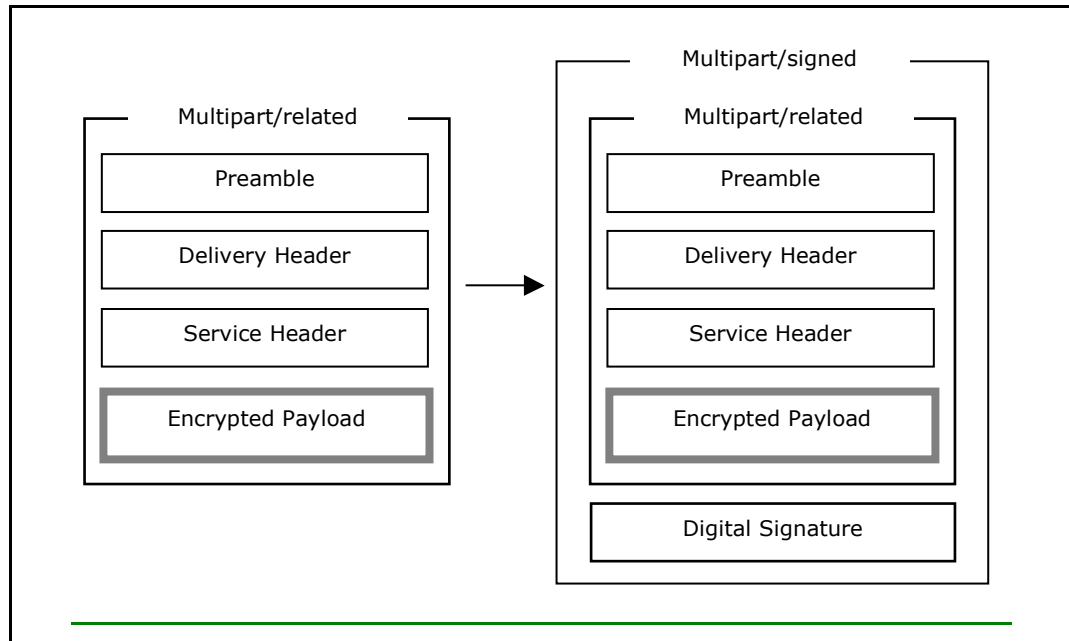 Multipart/related
Preamble
Delivery Header
Service Header
Encrypted Payload
Multipart/signed
Multipart/related
Preamble
Delivery Header
Service Header
Encrypted Payload
Digital Signature